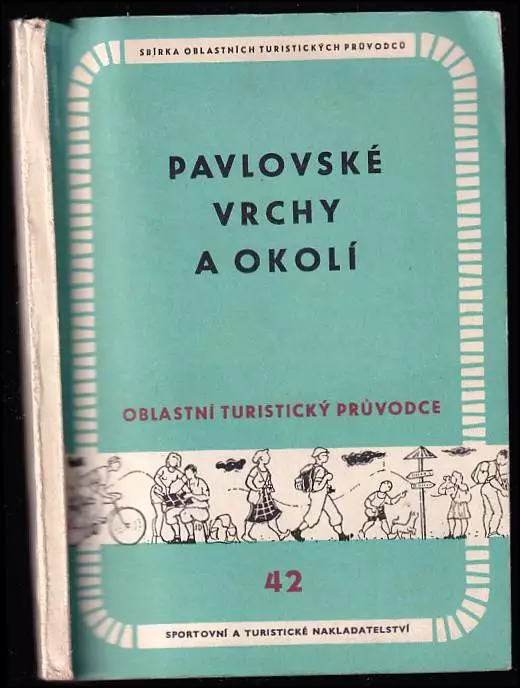 SBÍRKA OBLASTNÍCH TURISTICKÝCH PRŮVODCŮ
PAVLOVSKÉ
VRCHY
A OKOLÍ
OBLASTNÍ TURISTICKÝ PRŮVODCE
42
SPORTOVNÍ A TURISTICKÉ NAKLADATELSTVÍ